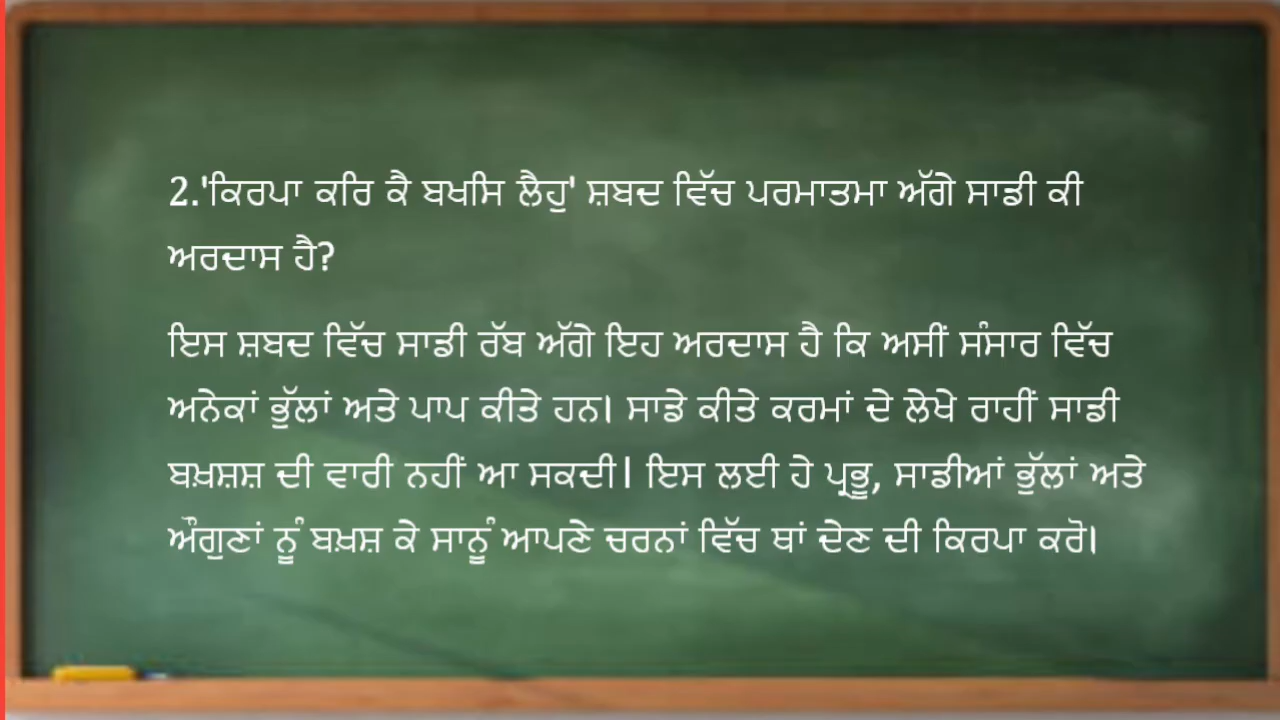 2.'ਕਿਰਪਾ ਕਰਿ ਕੈ ਬਖਸਿ ਲੈਹੁ' ਸ਼ਬਦ ਵਿੱਚ ਪਰਮਾਤਮਾ ਅੱਗੇ ਸਾਡੀ ਕੀ
ਅਰਦਾਸ ਹੈ?
ਇਸ ਸ਼ਬਦ ਵਿੱਚ ਸਾਡੀ ਰੱਬ ਅੱਗੇ ਇਹ ਅਰਦਾਸ ਹੈ ਕਿ ਅਸੀਂ ਸੰਸਾਰ ਵਿੱਚ
ਅਨੇਕਾਂ ਭੁੱਲਾਂ ਅਤੇ ਪਾਪ ਕੀਤੇ ਹਨ। ਸਾਡੇ ਕੀਤੇ ਕਰਮਾਂ ਦੇ ਲੇਖੇ ਰਾਹੀਂ ਸਾਡੀ
ਬਖ਼ਸ਼ਸ਼ ਦੀ ਵਾਰੀ ਨਹੀਂ ਆ ਸਕਦੀ। ਇਸ ਲਈ ਹੇ ਪ੍ਰਭੂ, ਸਾਡੀਆਂ ਭੁੱਲਾਂ ਅਤੇ
ਔਗੁਣਾਂ ਨੂੰ ਬਖ਼ਸ਼ ਕੇ ਸਾਨੂੰ ਆਪਣੇ ਚਰਨਾਂ ਵਿੱਚ ਥਾਂ ਦੇਣ ਦੀ ਕਿਰਪਾ ਕਰੋ।